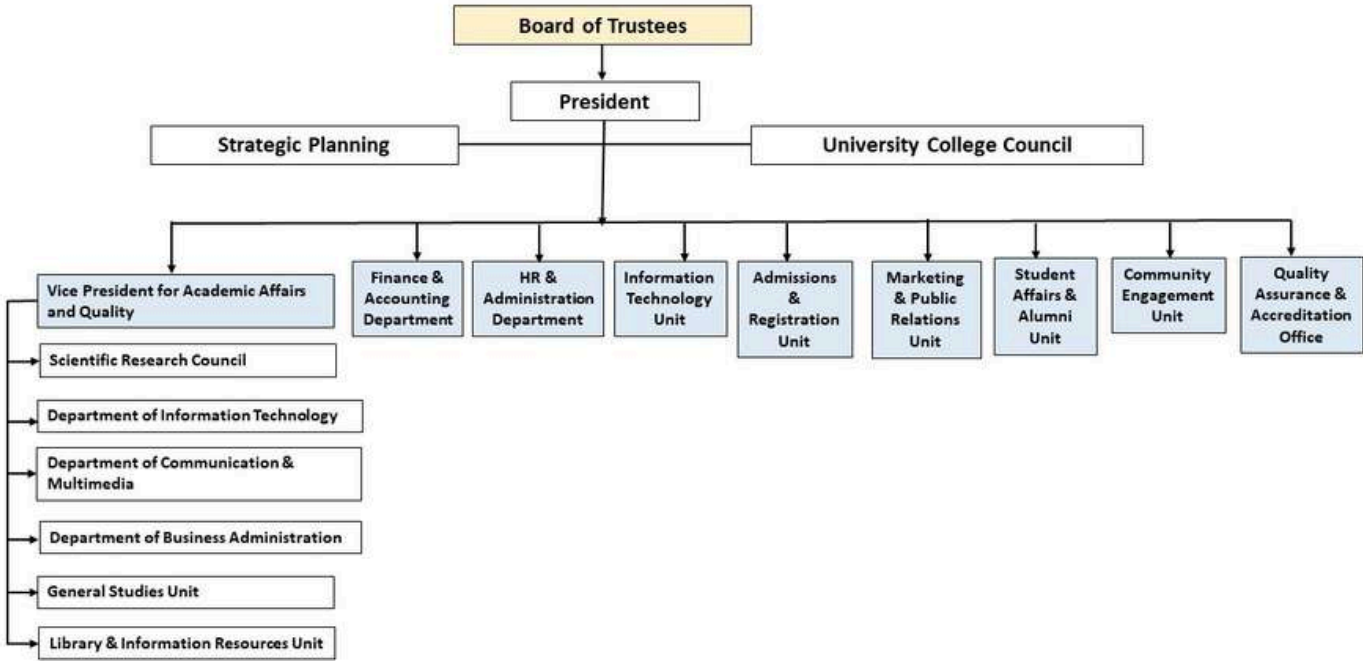 Board of Trustees
President
Strategic Planning
University College Council
Vice President for Academic Affairs
and Quality
Finance &
Accounting
Department
HR &
Administration
Department
Information
Technology
Unit
Admissions
&
Registration
Unit
Marketing
& Public
Relations
Unit
Student
Affairs &
Alumni
Unit
Community
Engagement
Unit
Quality
Assurance &
Accreditation
Office
Scientific Research Council
Department of Information Technology
Department of Communication &
Multimedia
Department of Business Administration
General Studies Unit
Library & Information Resources Unit